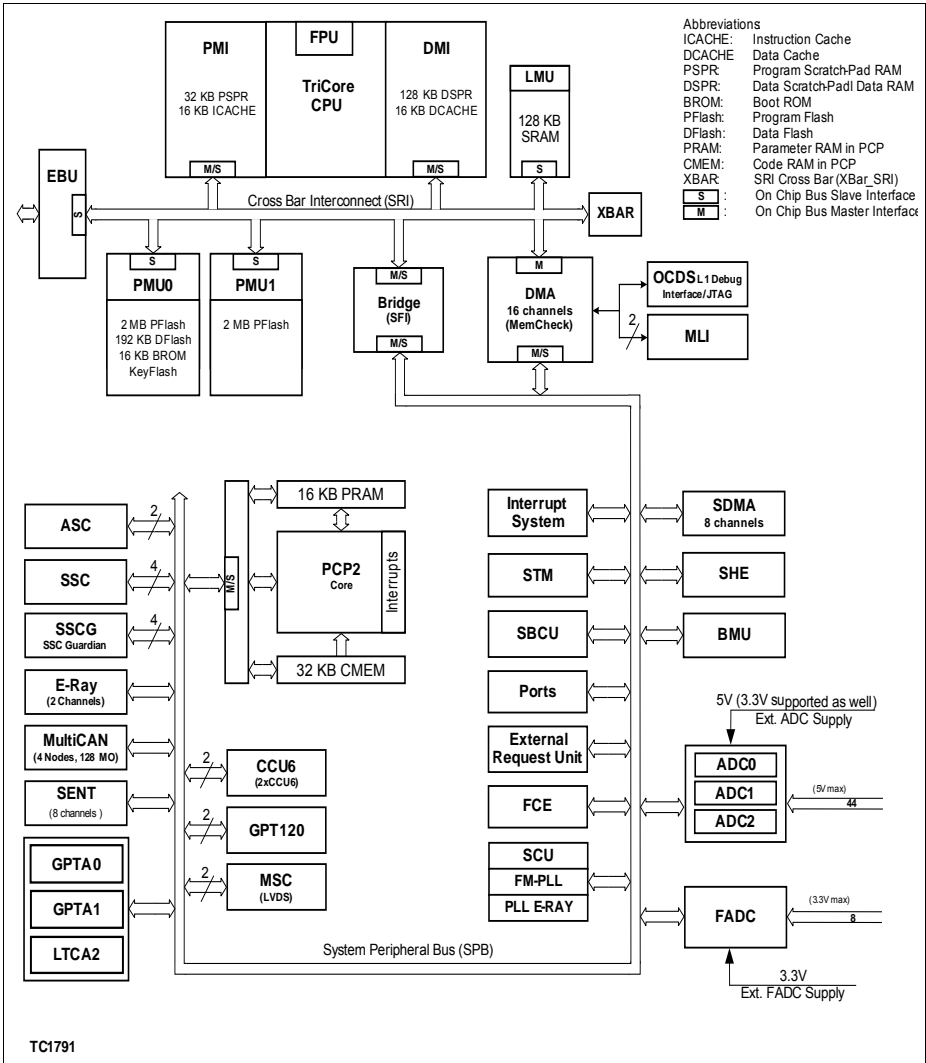 PMI
FPU
DMI
TriCore
CPU
32 KB PSPR
16 KB ICACHE
128 KB DSPR
16 KB DCACHE
M/S
M/S
LMU
128 KB
SRAM
S
Abbreviations:
ICACHE: Instruction Cache
DCACHE Data Cache
PSPR: Program Scratch-Pad RAM
DSPR: Data Scratch-Padl Data RAM
BROM: Boot ROM
PFlash: Program Flash
DFlash: Data Flash
PRAM: Parameter RAM in PCP
CMEM: Code RAM in PCP
XBAR: SRI Cross Bar (XBar_SRI)
S : On Chip Bus Slave Interface
M : On Chip Bus Master Interface
EBU
S
Cross Bar Interconnect (SRI)
XBAR
S
PMU0
2 MB PFlash
192 KB DFlash
16 KB BROM
KeyFlash
S
PMU1
2 MB PFlash
M/S
Bridge
(SFI)
M/S
M
DMA
16 channels
(MemCheck)
M/S
OCDS L1 Debug
Interface/JTAG
2
MLI
ASC
2
SSC
4
SSCG
SSC Guardian
4
E-Ray
(2 Channels)
MultiCAN
(4 Nodes, 128 MO)
SENT
(8 channels )
GPTA0
GPTA1
LTCA2
M/S
16 KB PRAM
PCP2
Core
Interrupts
32 KB CMEM
2
CCU6
(2xCCU6)
2
GPT120
2
MSC
(LVDS)
Interrupt
System
STM
SBCU
Ports
External
Request Unit
FCE
SCU
FM-PLL
PLL E-RAY
SDMA
8 channels
SHE
BMU
5V (3.3V supported as well)
Ext. ADC Supply
ADC0
ADC1
ADC2
(5V max)
44
FADC
(3.3V max)
8
3.3V
Ext. FADC Supply
System Peripheral Bus (SPB)
TC1791